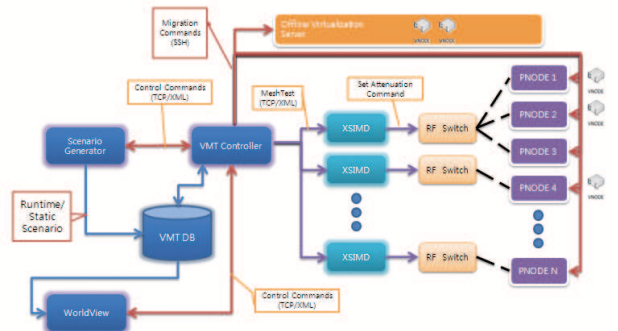 Migration
Commands
(SSH)
Offline Virtualization
Server
VNODE
VNODE
Control Commands
(TCP/XML)
MeshTest
(TCP/XML)
Set Attenuation
Command
PNODE 1
VNODE
PNODE 2
VNODE
Scenario
Generator
VMT Controller
XSIMD
RF Switch
PNODE 3
XSIMD
RF Switch
PNODE 4
VNODE
Runtime/
Static
Scenario
VMT DB
XSIMD
RF Switch
PNODE N
WorldView
Control Commands
(TCP/XML)